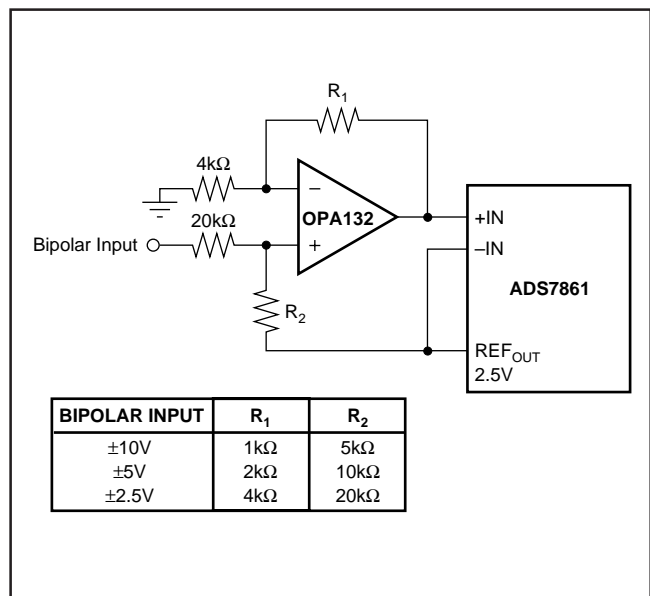 R1
4kΩ
−
OPA132
20kΩ
Bipolar Input
+
R2
+IN
−IN
ADS7861
REFOUT
2.5V
BIPOLAR INPUT R1 R2
±10V 1kΩ 5kΩ
±5V 2kΩ 10kΩ
±2.5V 4kΩ 20kΩ